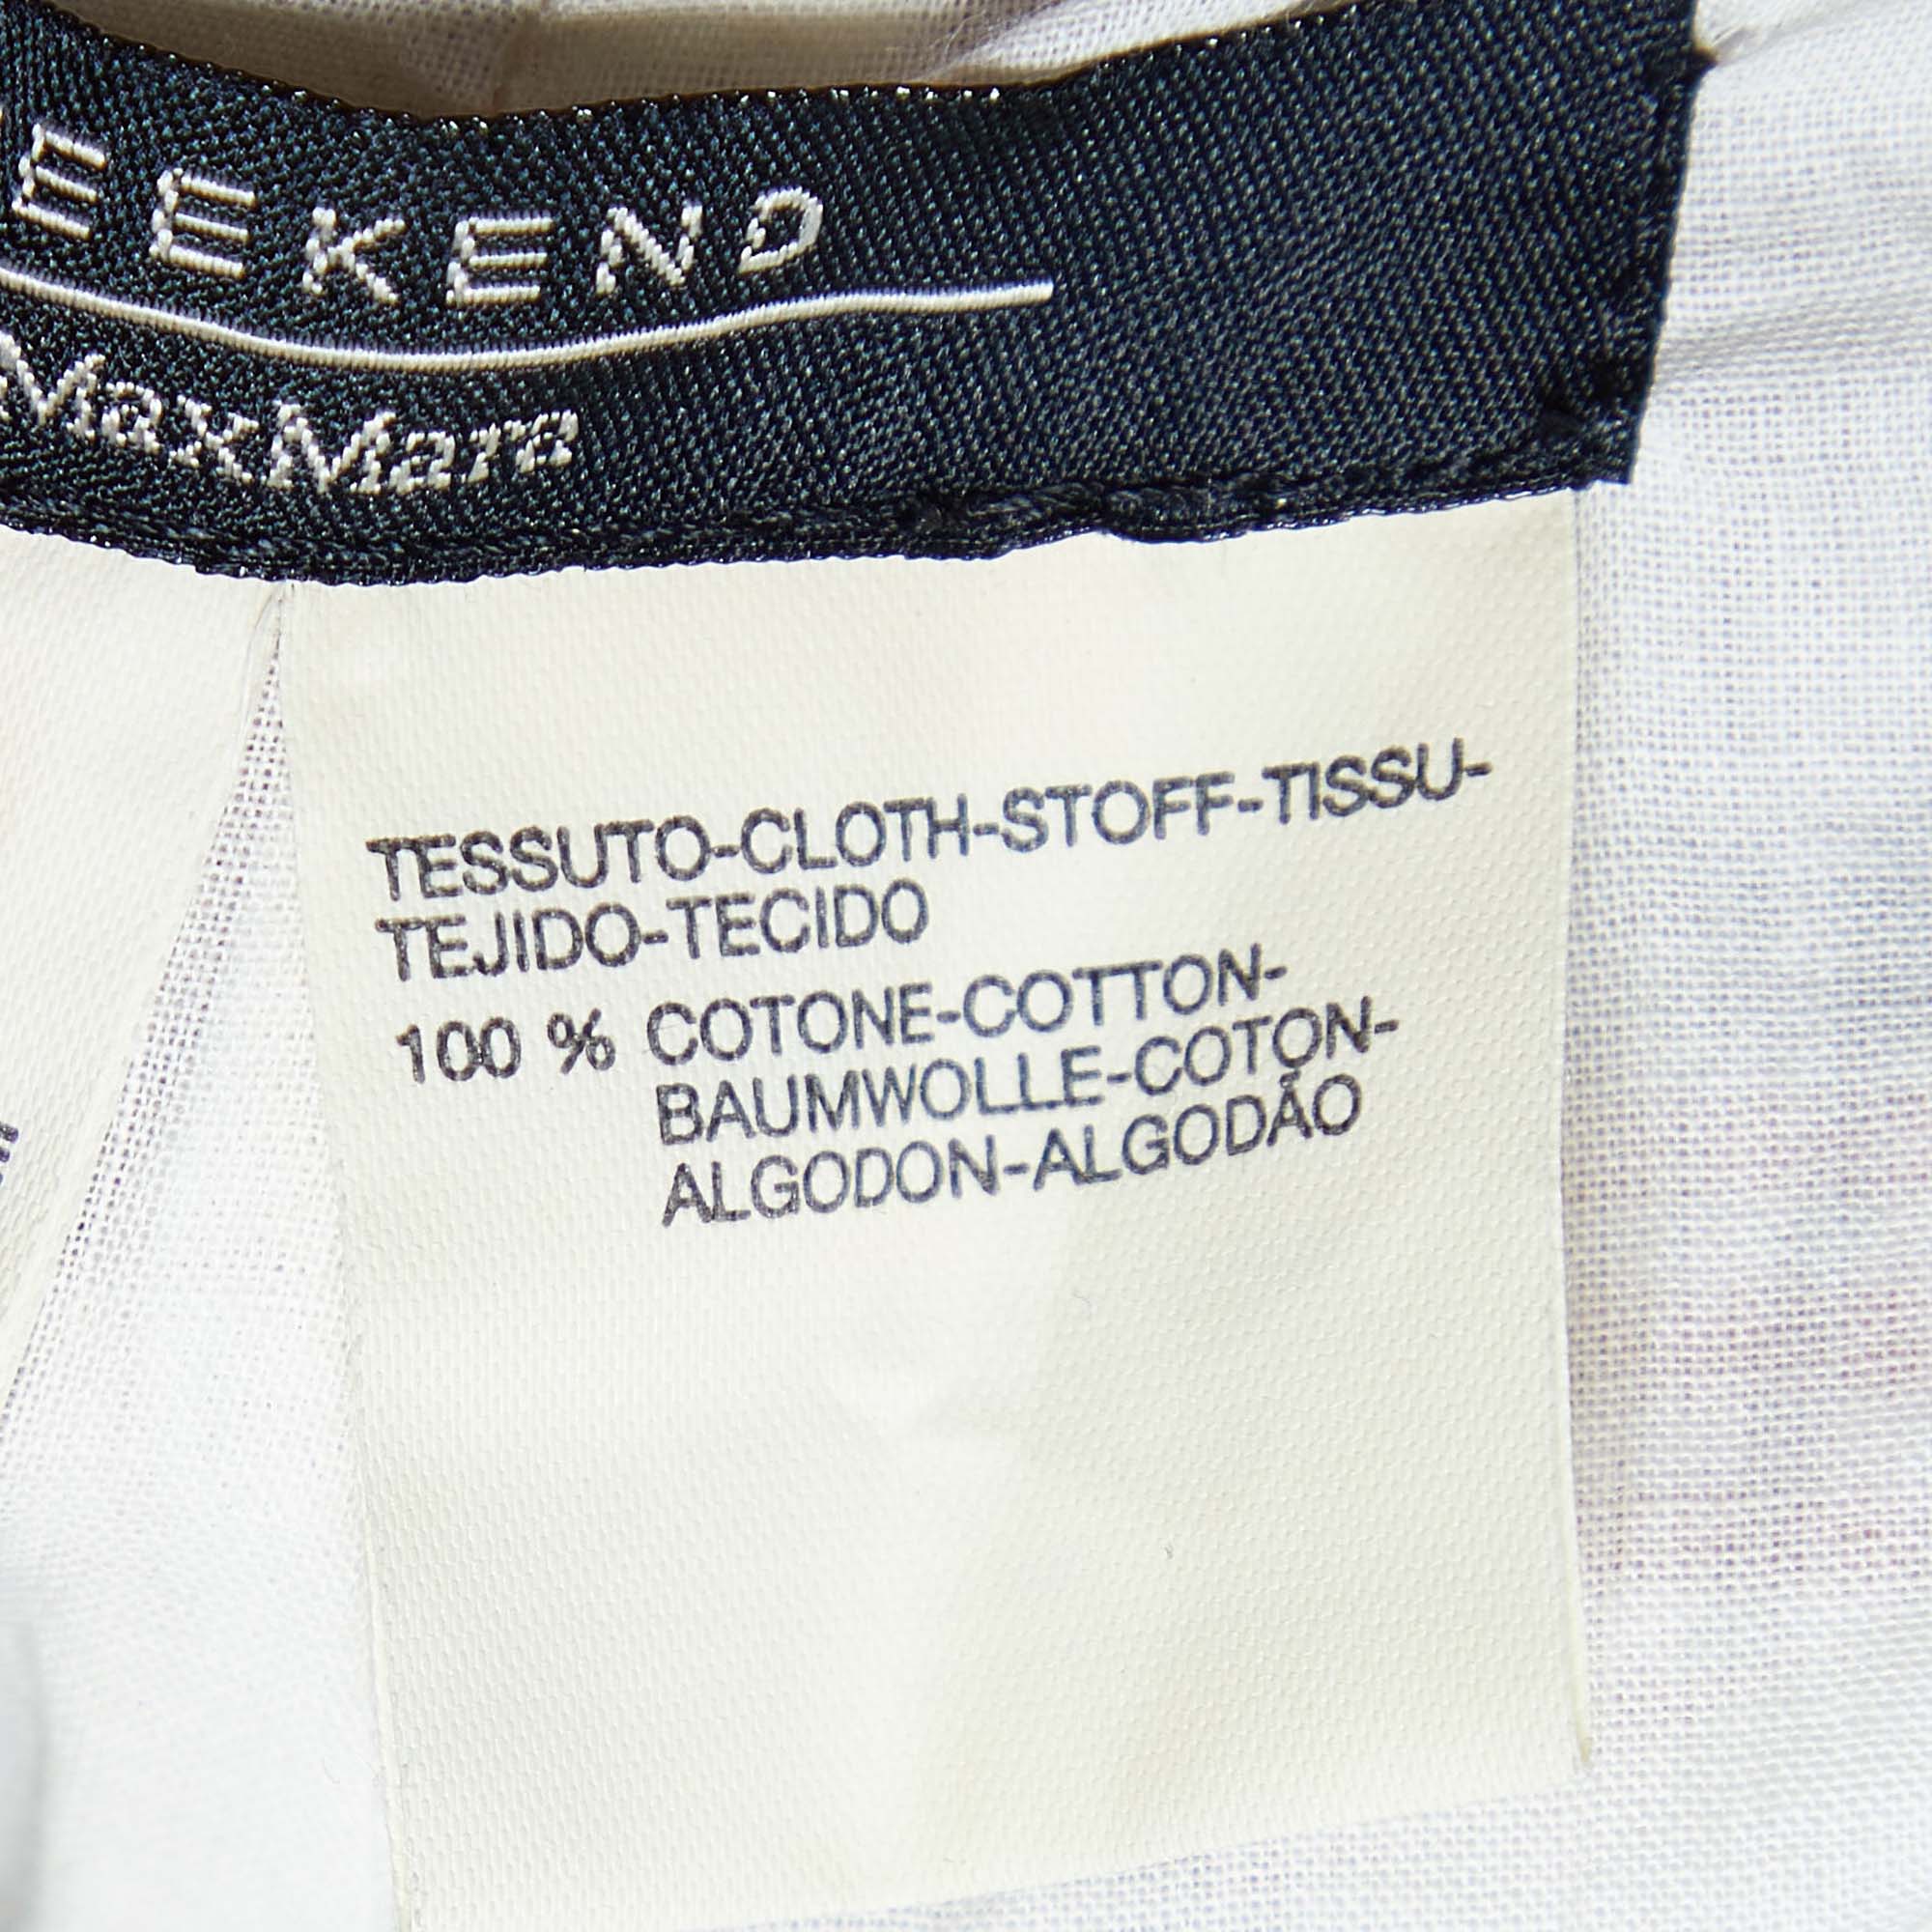 EEKEND
MaxMara
TESSUTO-CLOTH-STOFF-TISSU-
TEJIDO-TECIDO
100 % COTONE-COTTON-
BAUMWOLLE-COTON-
ALGODON-ALGODÃO